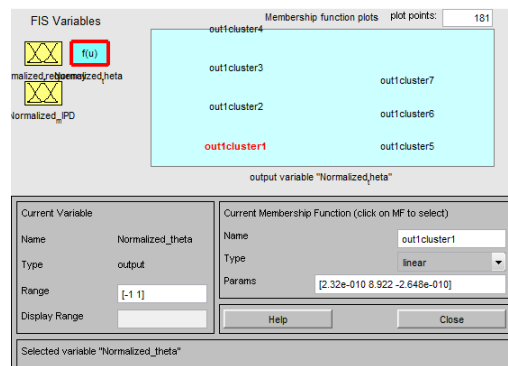 FIS Variables
Membership function plots
plot points:
181
f(u)
Normalized_IPD
out1cluster4
out1cluster3
out1cluster2
out1cluster1
out1cluster7
out1cluster6
out1cluster5
output variable "Normalized_theta"
Current Variable
Name Normalized_theta
Type output
Range [-1 1]
Display Range
Current Membership Function (click on MF to select)
Name out1cluster1
Type linear
Params [2.32e-010 8.922 -2.648e-010]
Help Close
Selected variable "Normalized_theta"